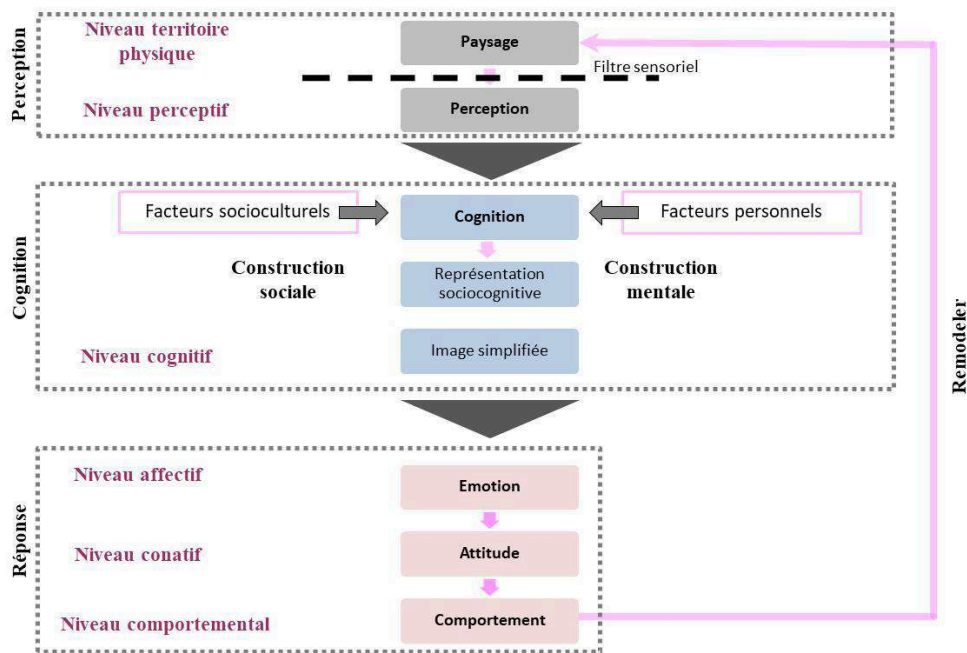 Perception
Niveau territoire
physique
Paysage
Filtre sensoriel
Niveau perceptif
Perception
Cognition
Facteurs socioculturels
Cognition
Facteurs personnels
Construction
sociale
Représentation
sociocognitive
Construction
mentale
Niveau cognitif
Image simplifiée
Remodeler
Réponse
Niveau affectif
Emotion
Niveau conatif
Attitude
Niveau comportemental
Comportement